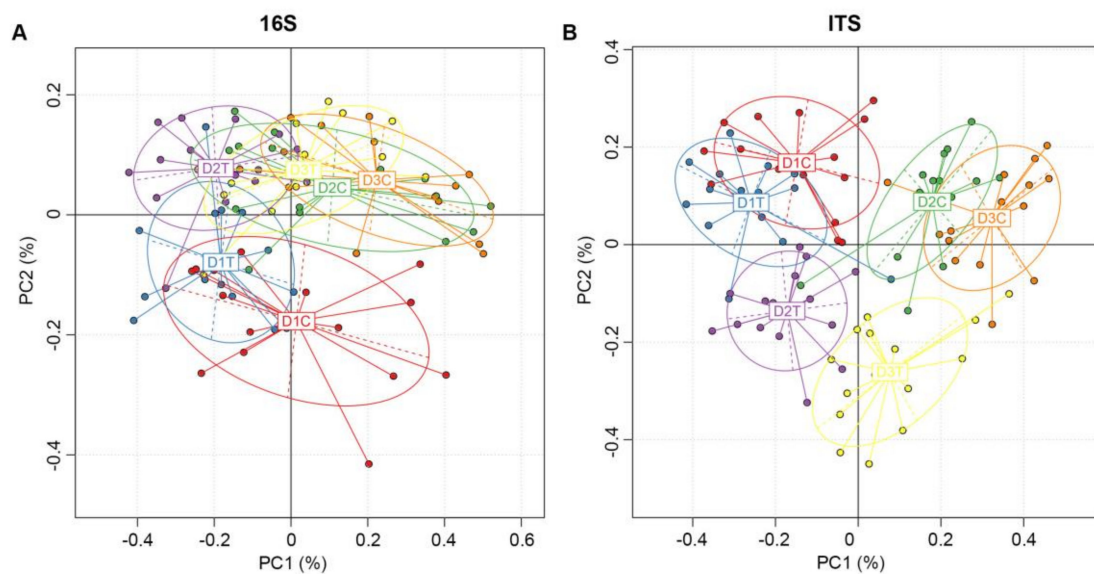 A
16S
0.2
0
-0.2
-0.4
PC2 (%)
D2T
D3T
D2C
D3C
D1T
D1C
-0.4
-0.2
0
0.2
0.4
0.6
PC1 (%)
B
ITS
0.4
0.2
0
-0.2
-0.4
PC2 (%)
D1C
D1T
D2C
D3C
D2T
D3T
-0.4
-0.2
0
0.2
0.4
PC1 (%)